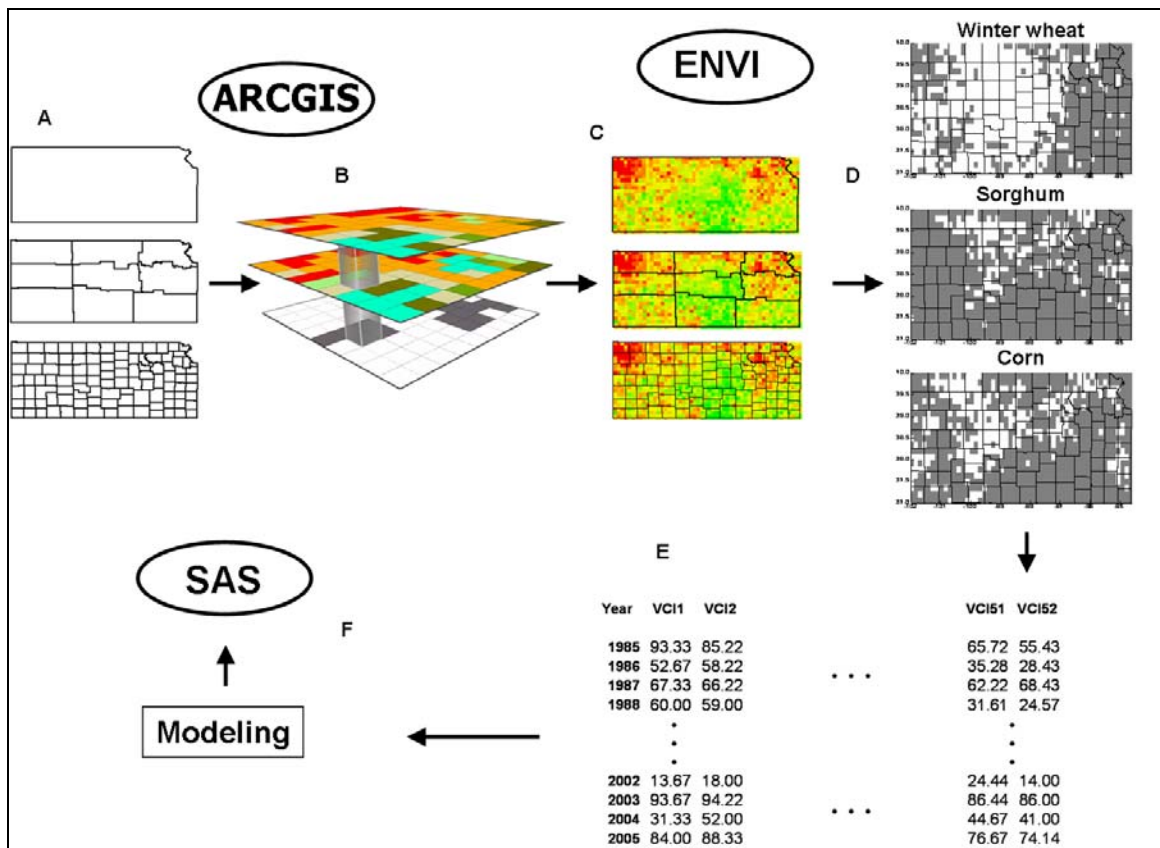 Winter wheat
ENVI
ARCGIS
A
C
B
D
Sorghum
Corn
E
SAS
Year VCI1 VCI2 VCI51 VCI52
F
1985 93.33 85.22 65.72 55.43
1986 52.67 58.22 . . . 35.28 28.43
1987 67.33 66.22 62.22 68.43
1988 60.00 59.00 31.61 24.57
Modeling
2002 13.67 18.00 24.44 14.00
2003 93.67 94.22 . . . 86.44 86.00
2004 31.33 52.00 44.67 41.00
2005 84.00 88.33 76.67 74.14